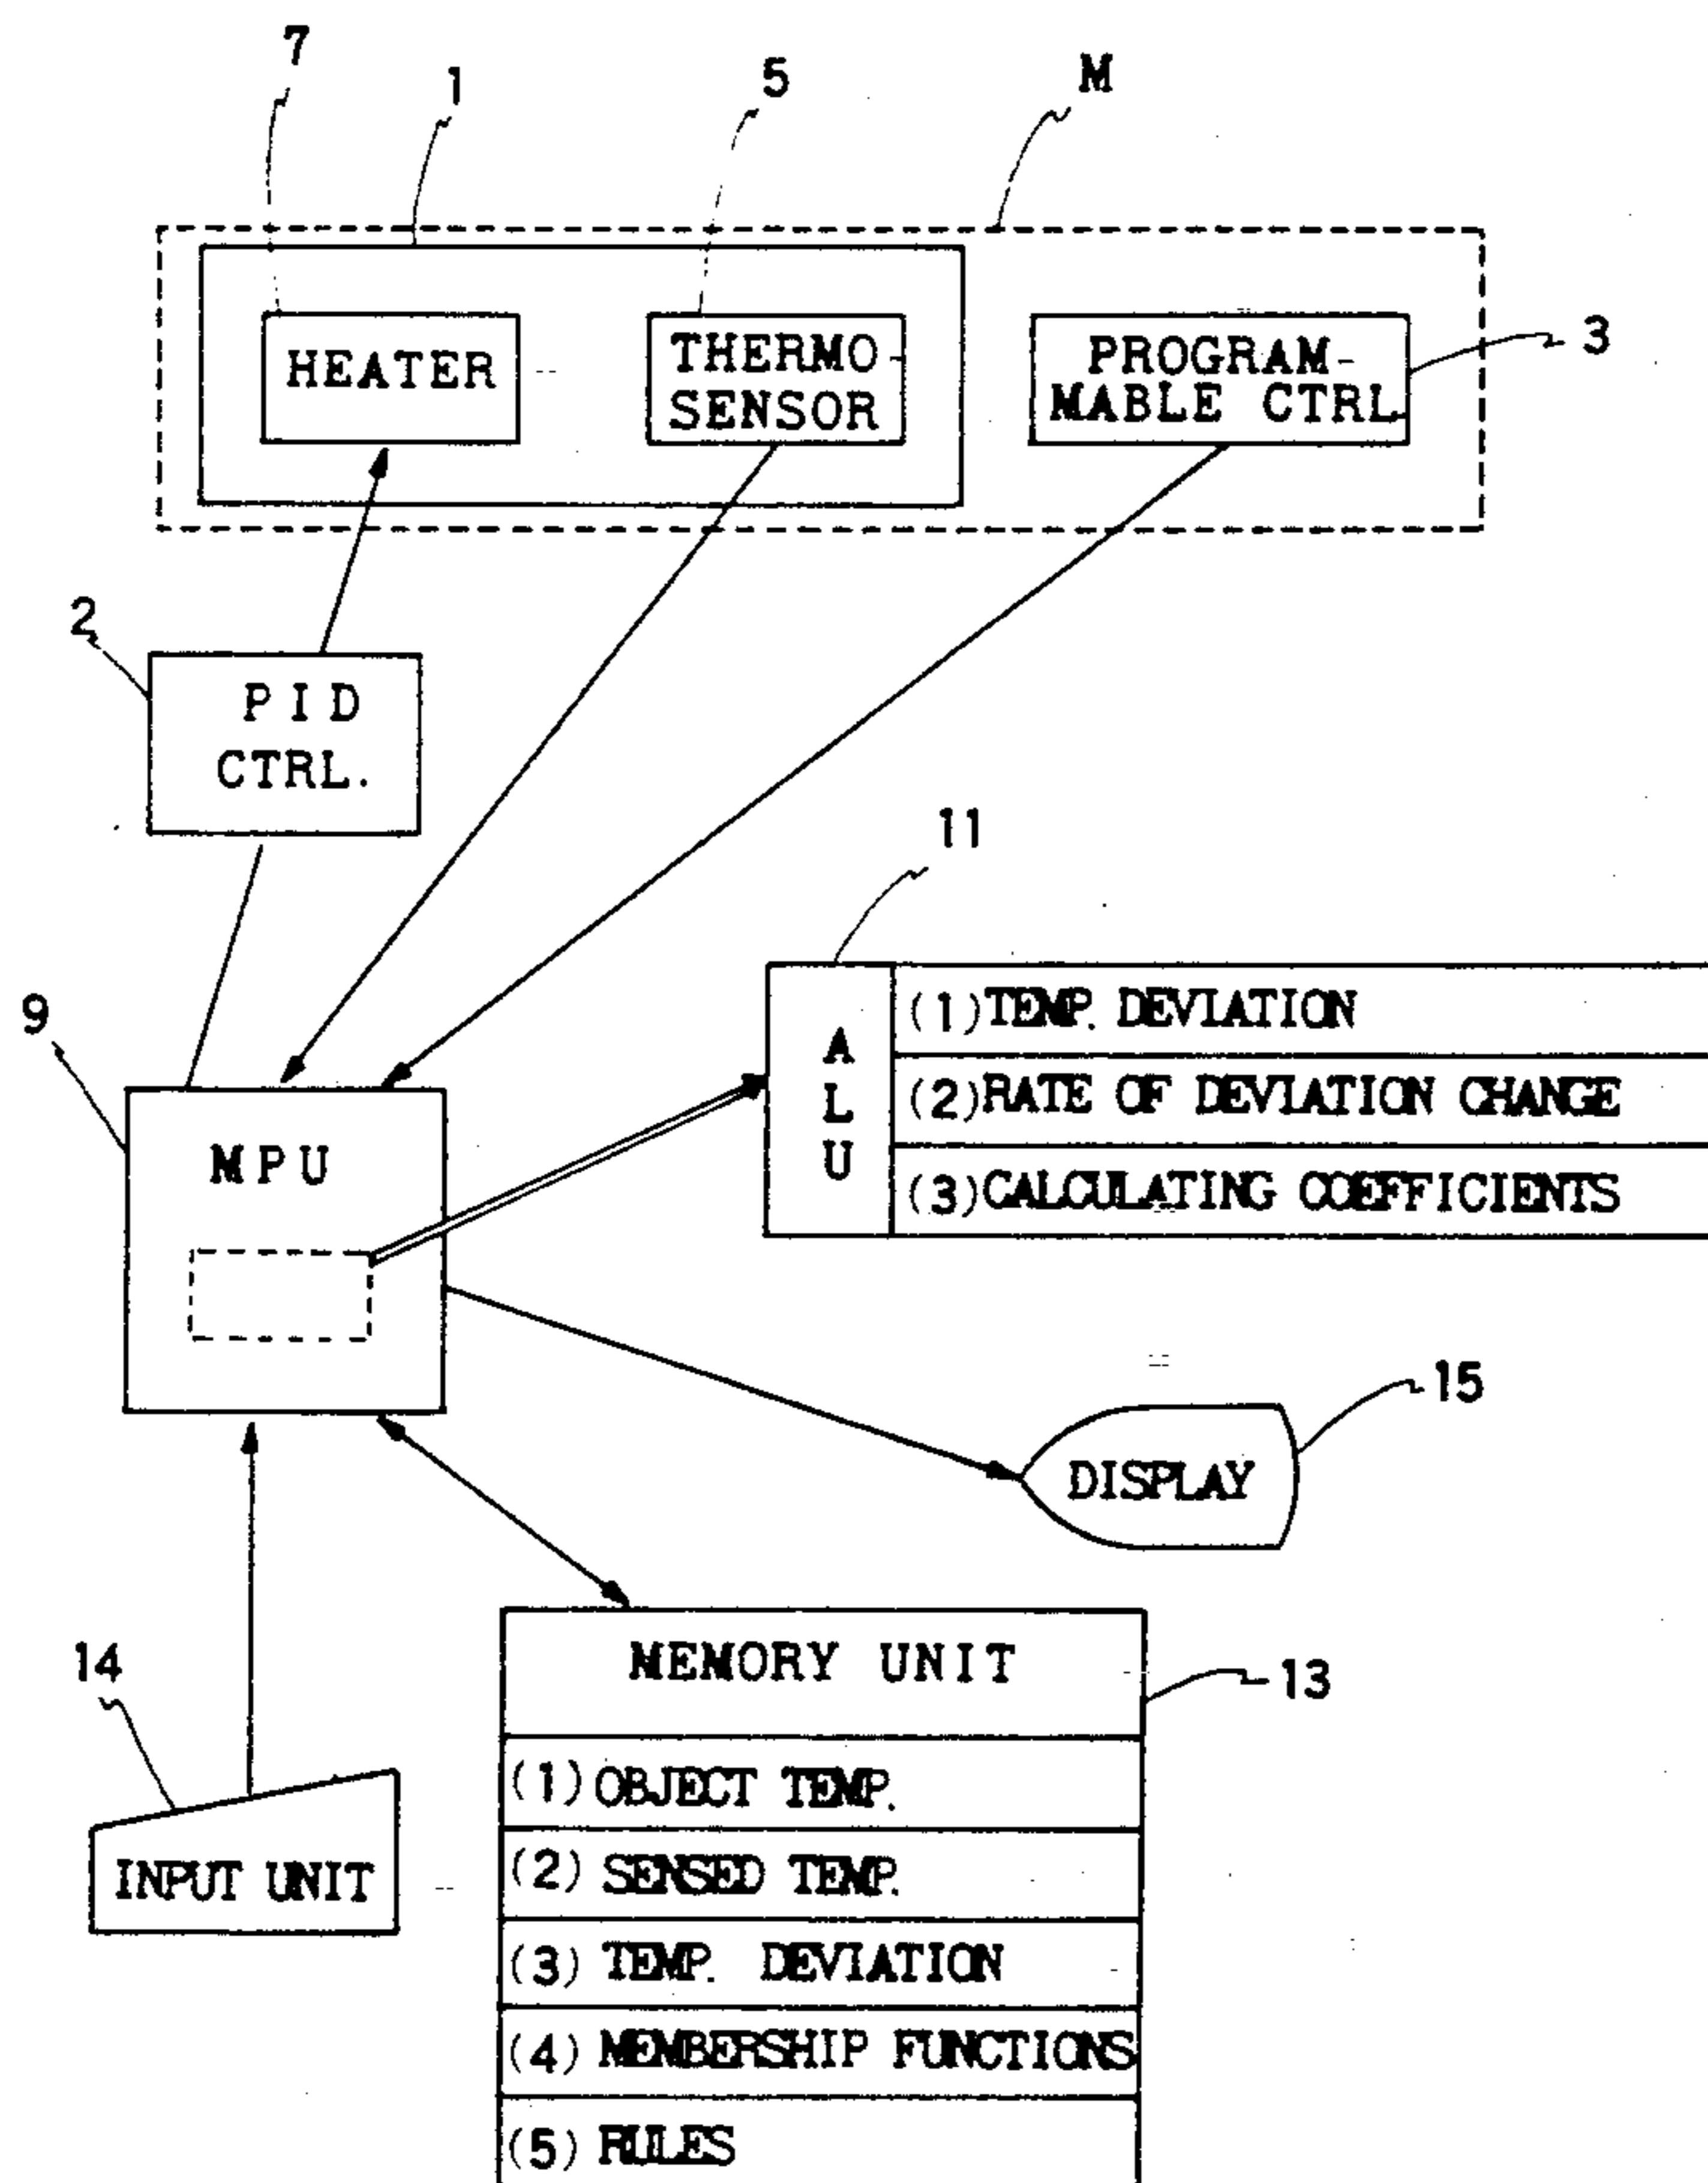 7
1
5
M
HEATER
THERMO-
SENSOR
PROGRAM-
MABLE CTRL.
3
2
PID
CTRL.
11
9
ALU
(1) TEMP. DEVIATION
(2) RATE OF DEVIATION CHANGE
(3) CALCULATING COEFFICIENTS
MPU
15
DISPLAY
14
INPUT UNIT
MEMORY UNIT
13
(1) OBJECT TEMP.
(2) SENSED TEMP.
(3) TEMP. DEVIATION
(4) MEMBERSHIP FUNCTIONS
(5) RULES